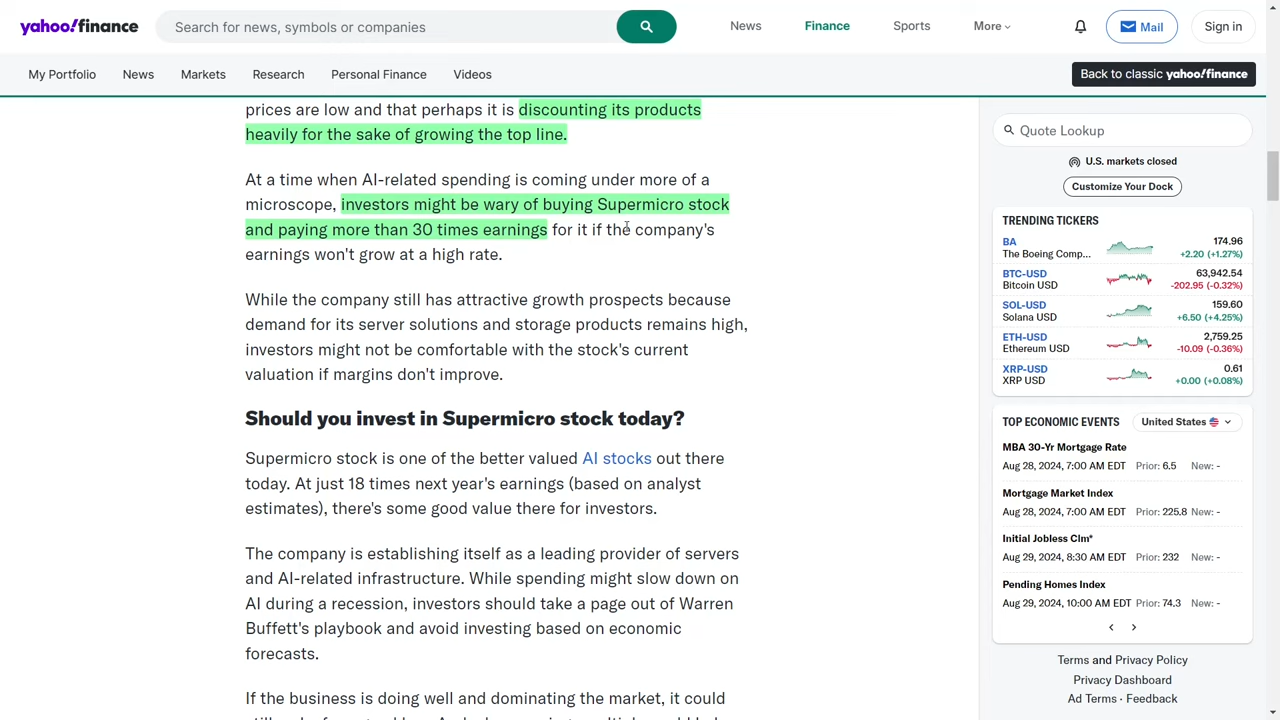 yahoo!finance
Search for news, symbols or companies
News
Finance
Sports
More
Mail
Sign in
My Portfolio
News
Markets
Research
Personal Finance
Videos
Back to classic yahoo!finance
prices are low and that perhaps it is discounting its products
heavily for the sake of growing the top line.
At a time when AI-related spending is coming under more of a
microscope, investors might be wary of buying Supermicro stock
and paying more than 30 times earnings for it if the company's
earnings won't grow at a high rate.
While the company still has attractive growth prospects because
demand for its server solutions and storage products remains high,
investors might not be comfortable with the stock's current
valuation if margins don't improve.
Should you invest in Supermicro stock today?
Supermicro stock is one of the better valued AI stocks out there
today. At just 18 times next year's earnings (based on analyst
estimates), there's some good value there for investors.
The company is establishing itself as a leading provider of servers
and AI-related infrastructure. While spending might slow down on
AI during a recession, investors should take a page out of Warren
Buffett's playbook and avoid investing based on economic
forecasts.
If the business is doing well and dominating the market, it could
Quote Lookup
U.S. markets closed
Customize Your Dock
TRENDING TICKERS
BA 174.96
The Boeing Comp... +2.20 (+1.27%)
BTC-USD 63,942.54
Bitcoin USD -202.95 (-0.32%)
SOL-USD 159.60
Solana USD +6.50 (+4.25%)
ETH-USD 2,759.25
Ethereum USD -10.09 (-0.36%)
XRP-USD 0.61
XRP USD +0.00 (+0.08%)
TOP ECONOMIC EVENTS United States
MBA 30-Yr Mortgage Rate
Aug 28, 2024, 7:00 AM EDT Prior: 6.5 New: -
Mortgage Market Index
Aug 28, 2024, 7:00 AM EDT Prior: 225.8 New: -
Initial Jobless Clm*
Aug 29, 2024, 8:30 AM EDT Prior: 232 New: -
Pending Homes Index
Aug 29, 2024, 10:00 AM EDT Prior: 74.3 New: -
Terms and Privacy Policy
Privacy Dashboard
Ad Terms · Feedback